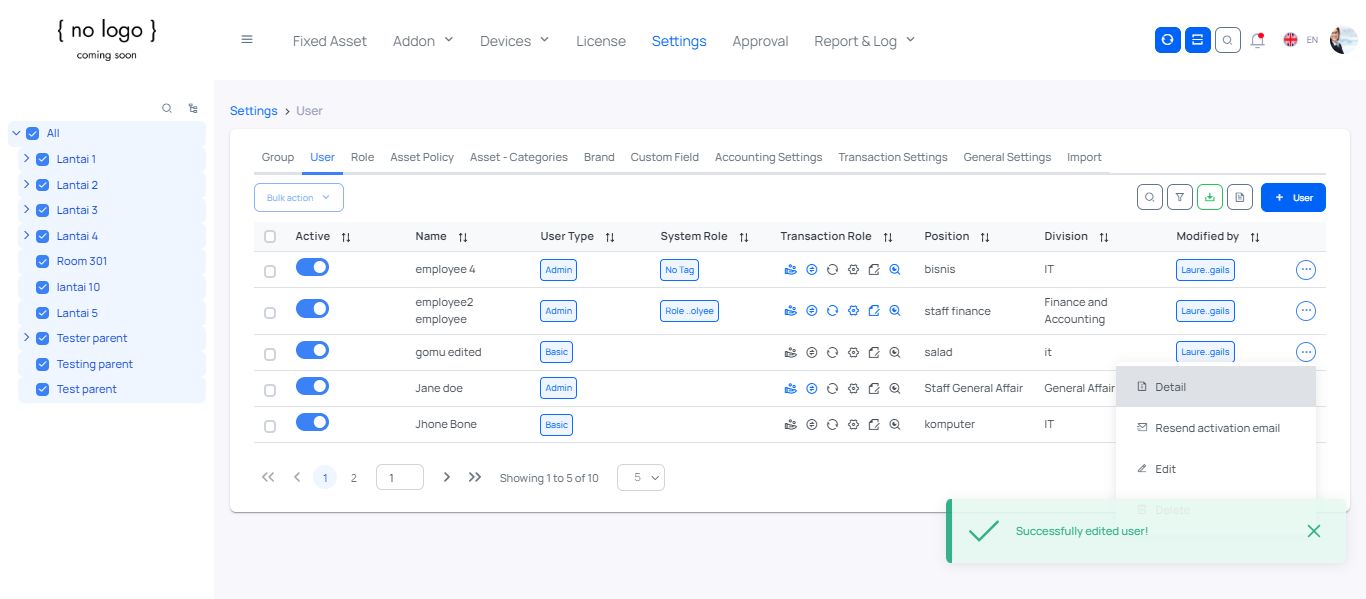 { no logo }
coming soon
Fixed Asset Addon Devices License Settings Approval Report & Log EN
Settings > User
All
Lantai 1
Lantai 2
Lantai 3
Lantai 4
Room 301
lantai 10
Lantai 5
Tester parent
Testing parent
Test parent
Group User Role Asset Policy Asset - Categories Brand Custom Field Accounting Settings Transaction Settings General Settings Import
Bulk action + User
Active Name User Type System Role Transaction Role Position Division Modified by
employee 4 Admin No Tag bisnis IT Laure..gails
employee2 employee Admin Role ..olyee staff finance Finance and Accounting Laure..gails
gomu edited Basic salad it Laure..gails
Jane doe Admin Staff General Affair General Affair
Jhone Bone Basic komputer IT
1 2 1 Showing 1 to 5 of 10 5
Detail
Resend activation email
Edit
Delete
Successfully edited user!